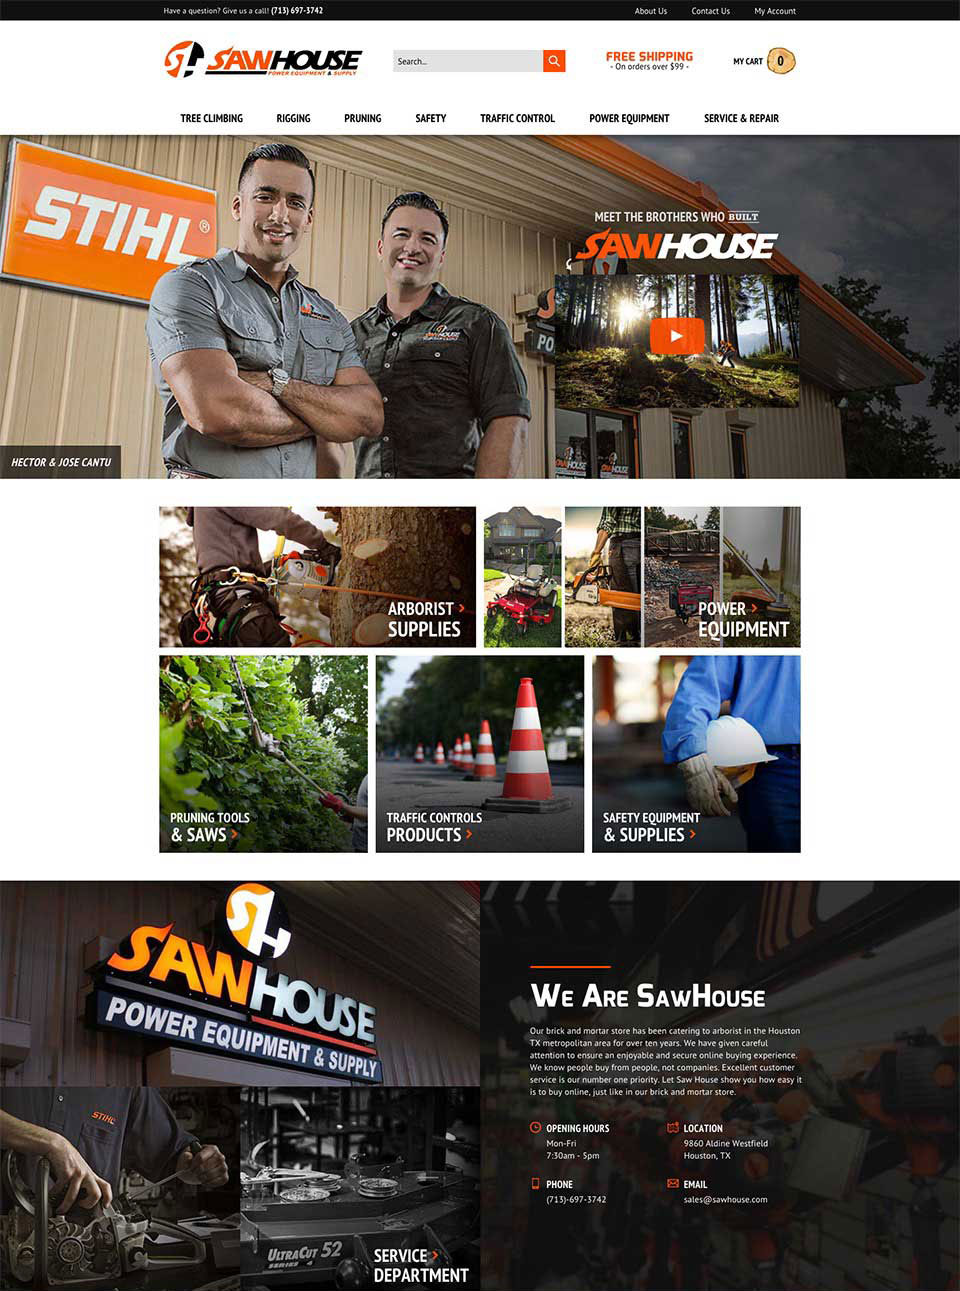 Have a question? Give us a call! (713) 697-3742
About Us
Contact Us
My Account
SH
SAWHOUSE
POWER EQUIPMENT & SUPPLY
Search...
FREE SHIPPING
- On orders over $99 -
MY CART
0
TREE CLIMBING
RIGGING
PRUNING
SAFETY
TRAFFIC CONTROL
POWER EQUIPMENT
SERVICE & REPAIR
STIHL®
SAWHOUSE
MEET THE BROTHERS WHO BUILT
SAWHOUSE
S
PO
SAWHOUSE
SAWHOUSE
HECTOR & JOSE CANTU
ARBORIST
SUPPLIES
POWER
EQUIPMENT
PRUNING TOOLS
& SAWS
TRAFFIC CONTROLS
PRODUCTS
SAFETY EQUIPMENT
& SUPPLIES
SH
SAWHOUSE
POWER EQUIPMENT & SUPPLY
STIHL
ULTRACUT 52
SERIES 4
SERVICE
DEPARTMENT
WE ARE SAWHOUSE
Our brick and mortar store has been catering to arborist in the Houston
TX metropolitan area for over ten years. We have given careful
attention to ensure an enjoyable and secure online buying experience.
We know people buy from people, not companies. Excellent customer
service is our number one priority. Let Saw House show you how easy it
is to buy online, just like in our brick and mortar store.
OPENING HOURS
Mon-Fri
7:30am - 5pm
LOCATION
9860 Aldine Westfield
Houston, TX
PHONE
(713)-697-3742
EMAIL
sales@sawhouse.com